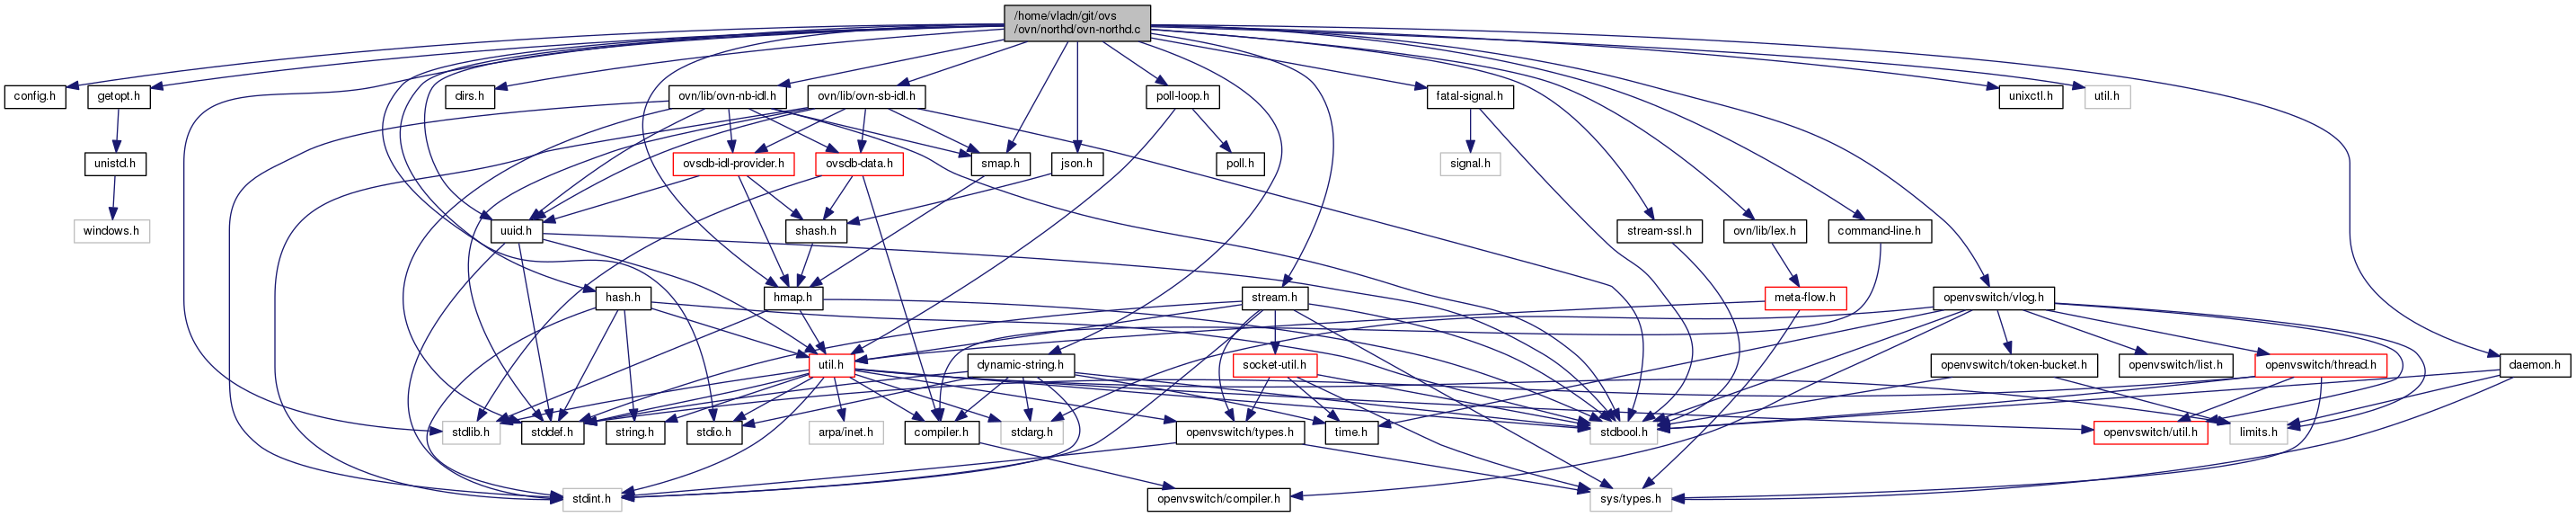 /home/vladn/git/ovs
/ovn/northd/ovn-northd.c
config.h
getopt.h
dirs.h
ovn/lib/ovn-nb-idl.h
ovn/lib/ovn-sb-idl.h
poll-loop.h
fatal-signal.h
unixctl.h
util.h
unistd.h
ovsdb-idl-provider.h
ovsdb-data.h
smap.h
json.h
poll.h
signal.h
windows.h
uuid.h
shash.h
stream-ssl.h
ovn/lib/lex.h
command-line.h
hash.h
hmap.h
stream.h
meta-flow.h
openvswitch/vlog.h
util.h
dynamic-string.h
socket-util.h
openvswitch/token-bucket.h
openvswitch/list.h
openvswitch/thread.h
daemon.h
stdlib.h
stddef.h
string.h
stdio.h
arpa/inet.h
compiler.h
stdarg.h
openvswitch/types.h
time.h
stdbool.h
openvswitch/util.h
limits.h
stdint.h
openvswitch/compiler.h
sys/types.h